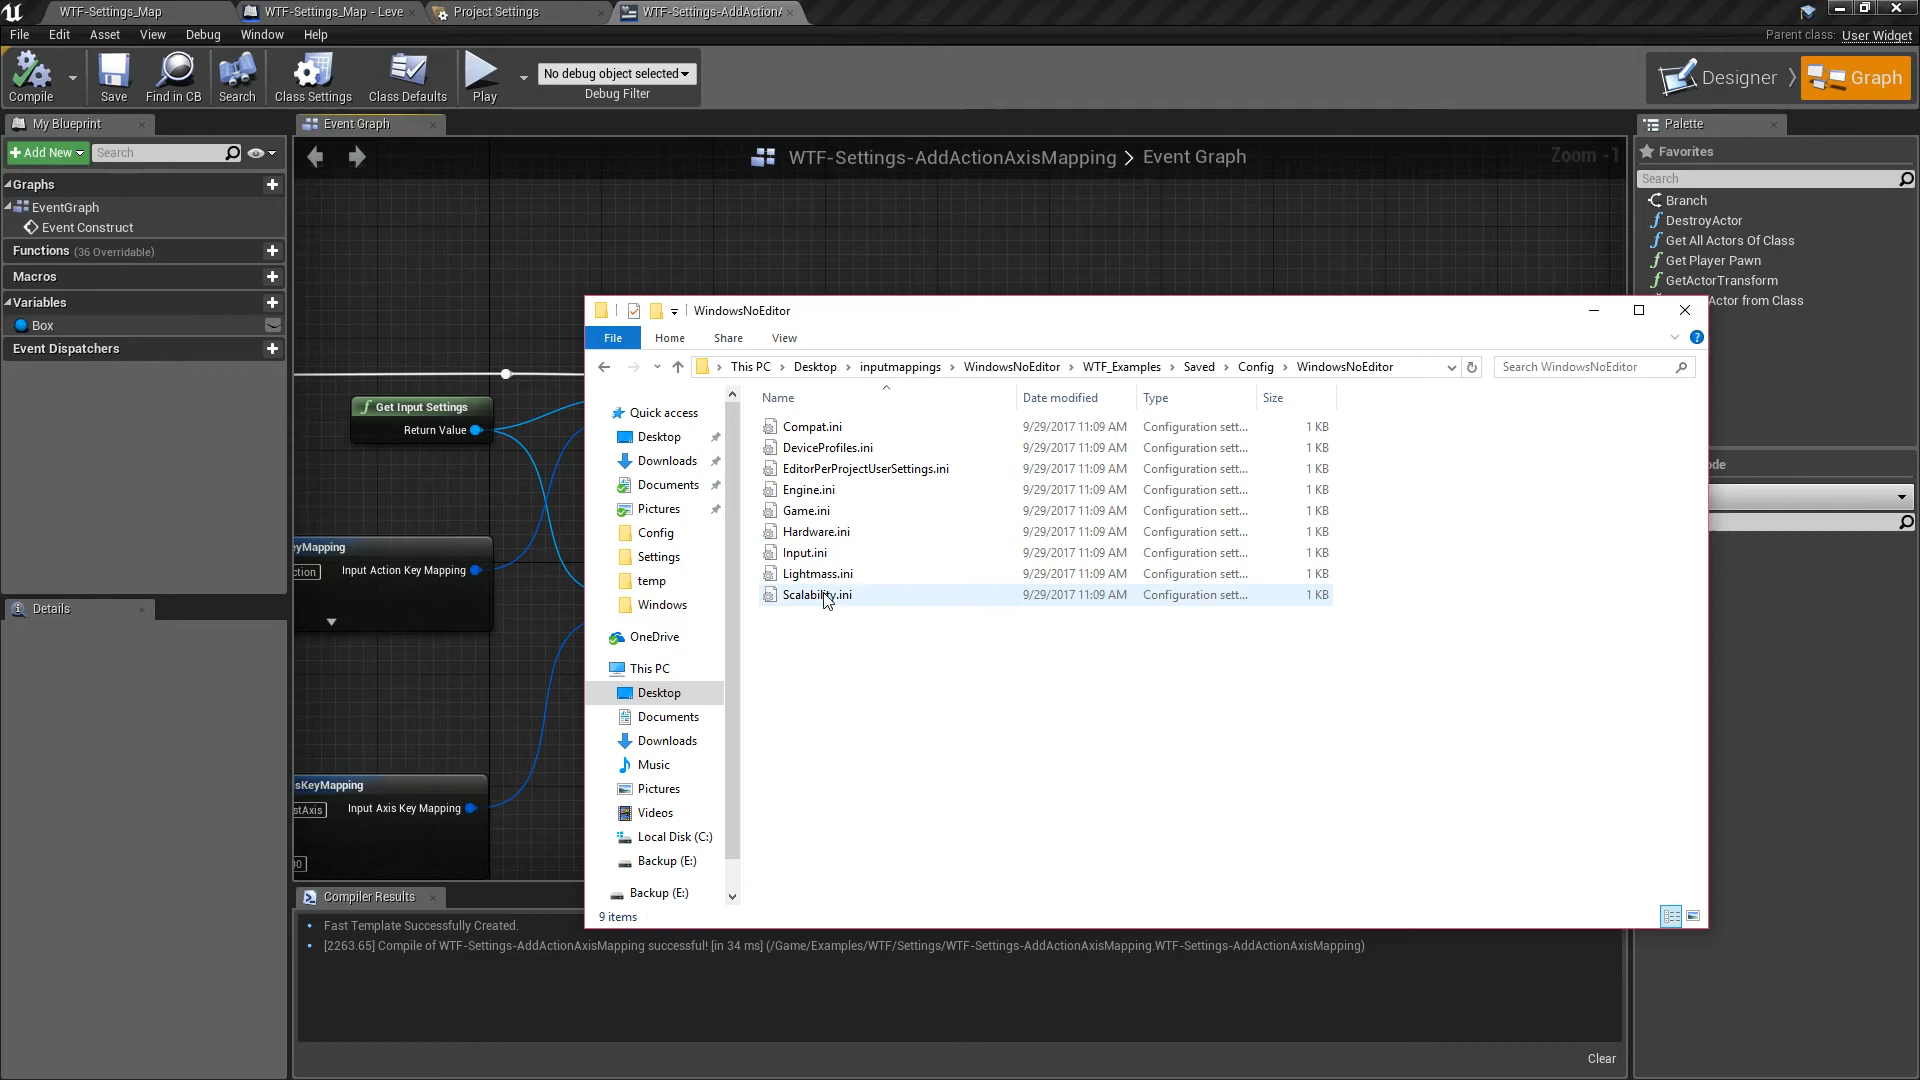 WTF-Settings_Map
WTF-Settings_Map - Leve
Project Settings
WTF-Settings-AddActionA
File Edit Asset View Debug Window Help
Parent class: User Widget
Compile
Save
Find in CB
Search
Class Settings
Class Defaults
Play
No debug object selected
Debug Filter
Designer
Graph
My Blueprint
Event Graph
Palette
Add New
Search
WTF-Settings-AddActionAxisMapping > Event Graph
Zoom -1
Favorites
Search
Graphs
EventGraph
Event Construct
Functions (36 Overridable)
Macros
Variables
Box
Event Dispatchers
Details
Branch
DestroyActor
Get All Actors Of Class
Get Player Pawn
GetActorTransform
Actor from Class
ode
Get Input Settings
Return Value
eyMapping
ction
Input Action Key Mapping
sKeyMapping
stAxis
Input Axis Key Mapping
00
WindowsNoEditor
File Home Share View
This PC > Desktop > inputmappings > WindowsNoEditor > WTF_Examples > Saved > Config > WindowsNoEditor
Search WindowsNoEditor
Name Date modified Type Size
Quick access
Desktop
Downloads
Documents
Pictures
Config
Settings
temp
Windows
OneDrive
This PC
Desktop
Documents
Downloads
Music
Pictures
Videos
Local Disk (C:)
Backup (E:)
Backup (E:)
Compat.ini 9/29/2017 11:09 AM Configuration sett... 1 KB
DeviceProfiles.ini 9/29/2017 11:09 AM Configuration sett... 1 KB
EditorPerProjectUserSettings.ini 9/29/2017 11:09 AM Configuration sett... 1 KB
Engine.ini 9/29/2017 11:09 AM Configuration sett... 1 KB
Game.ini 9/29/2017 11:09 AM Configuration sett... 1 KB
Hardware.ini 9/29/2017 11:09 AM Configuration sett... 1 KB
Input.ini 9/29/2017 11:09 AM Configuration sett... 1 KB
Lightmass.ini 9/29/2017 11:09 AM Configuration sett... 1 KB
Scalability.ini 9/29/2017 11:09 AM Configuration sett... 1 KB
9 items
Compiler Results
Fast Template Successfully Created.
[2263.65] Compile of WTF-Settings-AddActionAxisMapping successful! [in 34 ms] (/Game/Examples/WTF/Settings/WTF-Settings-AddActionAxisMapping.WTF-Settings-AddActionAxisMapping)
Clear